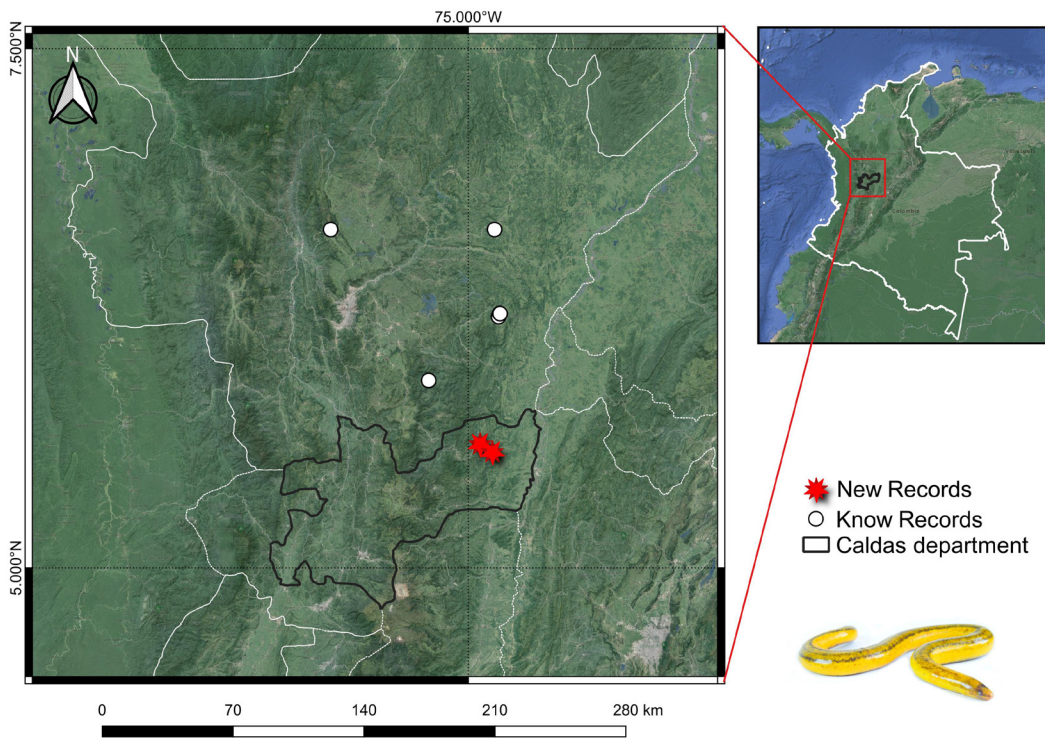 75.000°W
7.500°N
N
5.000°N
New Records
Know Records
Caldas department
0 70 140 210 280 km